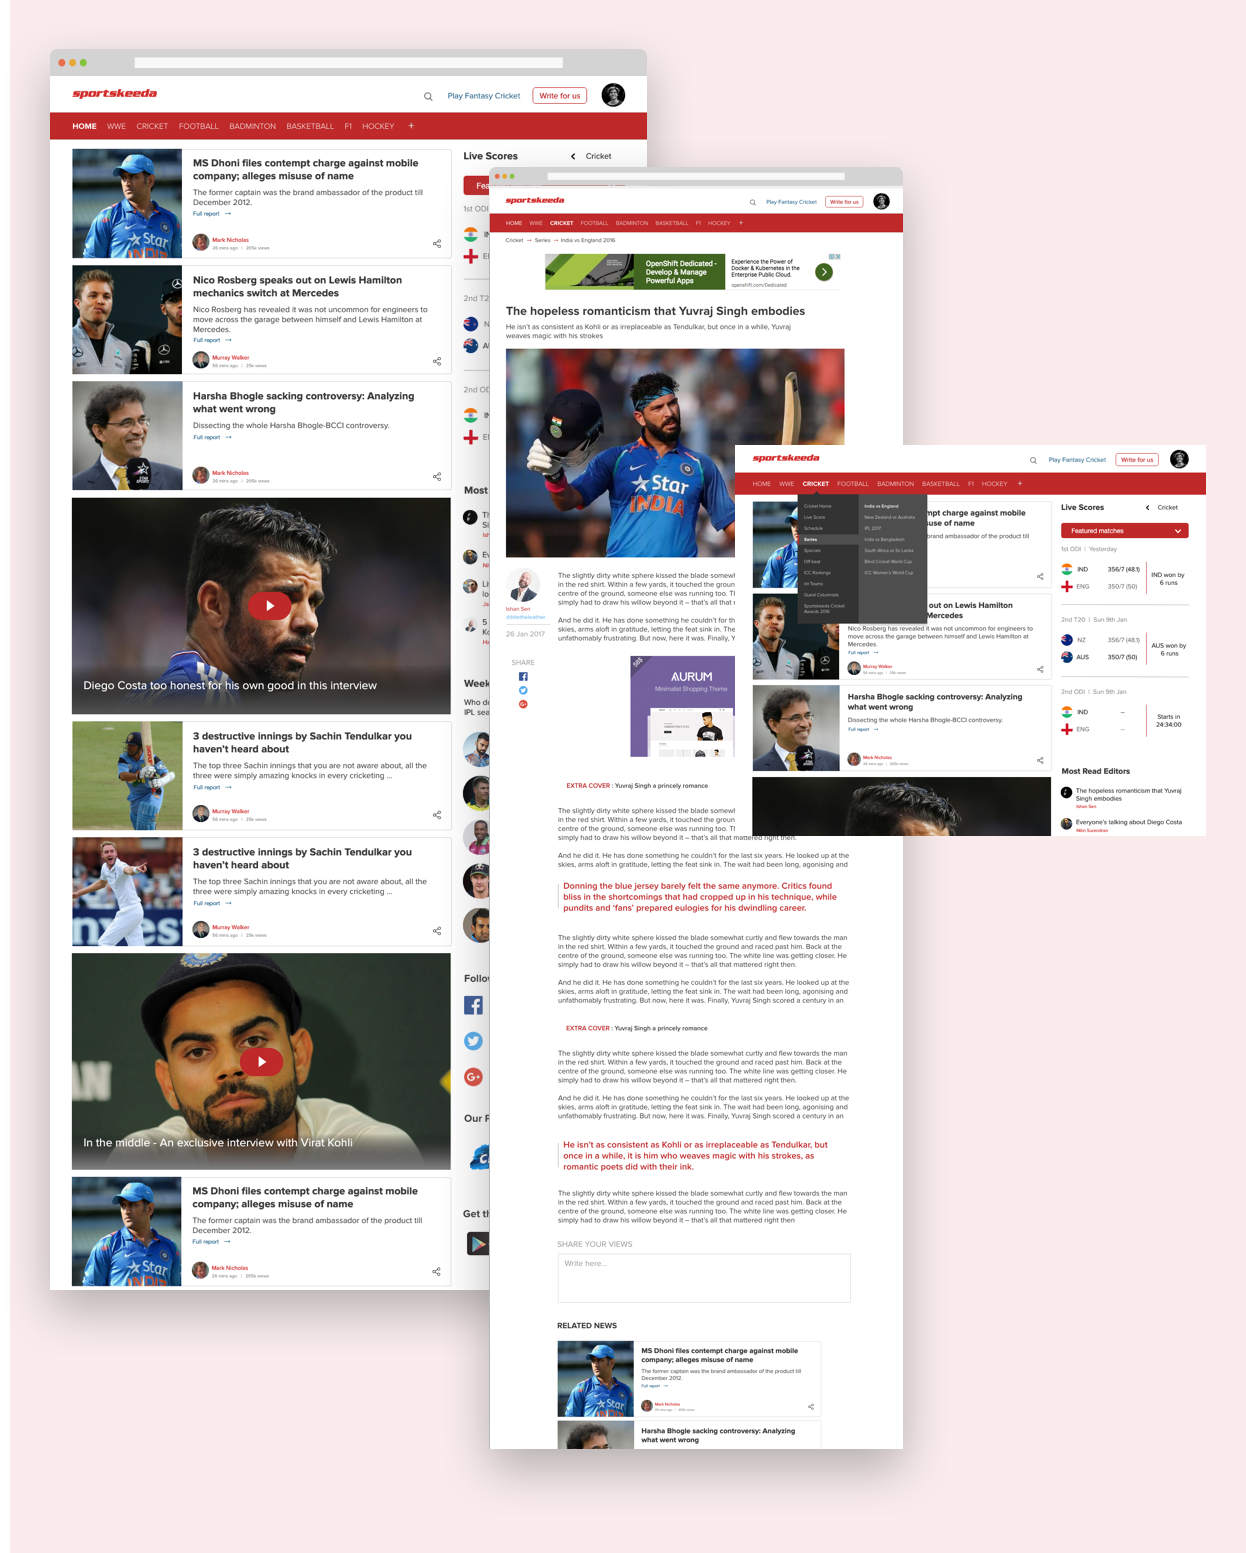 sportskeeda
Play Fantasy Cricket
Write for us
HOME WWE CRICKET FOOTBALL BADMINTON BASKETBALL F1 HOCKEY +
MS Dhoni files contempt charge against mobile
company; alleges misuse of name
The former captain was the brand ambassador of the product till
December 2012.
Full report →
Mark Nicholas
26 mins ago | 205k views
Star
INDIA
Nico Rosberg speaks out on Lewis Hamilton
mechanics switch at Mercedes
Nico Rosberg has revealed it was not uncommon for engineers to
move across the garage between himself and Lewis Hamilton at
Mercedes.
Full report →
Murray Walker
56 mins ago | 25k views
Harsha Bhogle sacking controversy: Analyzing
what went wrong
Dissecting the whole Harsha Bhogle-BCCI controversy.
Full report →
Mark Nicholas
26 mins ago | 205k views
Diego Costa too honest for his own good in this interview
3 destructive innings by Sachin Tendulkar you
haven't heard about
The top three Sachin innings that you are not aware about, all the
three were simply amazing knocks in every cricketing ...
Full report →
Murray Walker
56 mins ago | 25k views
3 destructive innings by Sachin Tendulkar you
haven't heard about
The top three Sachin innings that you are not aware about, all the
three were simply amazing knocks in every cricketing ...
Full report →
Murray Walker
56 mins ago | 25k views
In the middle - An exclusive interview with Virat Kohli
MS Dhoni files contempt charge against mobile
company; alleges misuse of name
The former captain was the brand ambassador of the product till
December 2012.
Full report →
Mark Nicholas
26 mins ago | 205k views
Star
INDIA
Live Scores
Cricket
Fea
1st ODI
2nd T2
2nd OD
Most
Week
Who d
IPL sea
Follo
Our P
Get th
sportskeeda
Play Fantasy Cricket
Write for us
HOME WWE CRICKET FOOTBALL BADMINTON BASKETBALL F1 HOCKEY +
Cricket → Series → India vs England 2016
OpenShift Dedicated -
Develop & Manage
Powerful Apps
Experience the Power of
Docker & Kubernetes in the
Enterprise Public Cloud.
openshift.com/Dedicated
The hopeless romanticism that Yuvraj Singh embodies
He isn't as consistent as Kohli or as irreplaceable as Tendulkar, but once in a while, Yuvraj
weaves magic with his strokes
Star
INDIA
Ishan Sen
@bitetheleather
26 Jan 2017
SHARE
The slightly dirty white sphere kissed the blade somewh
in the red shirt. Within a few yards, it touched the groun
centre of the ground, someone else was running too. Th
simply had to draw his willow beyond it – that's all that
And he did it. He has done something he couldn't for the
skies, arms aloft in gratitude, letting the feat sink in. The
unfathomably frustrating. But now, here it was. Finally, Y
56$
AURUM
Minimalist Shopping Theme
EXTRA COVER : Yuvraj Singh a princely romance
The slightly dirty white sphere kissed the blade somewh
in the red shirt. Within a few yards, it touched the groun
centre of the ground, someone else was running too. Th
simply had to draw his willow beyond it – that's all that mattered right then.
And he did it. He has done something he couldn't for the last six years. He looked up at the
skies, arms aloft in gratitude, letting the feat sink in. The wait had been long, agonising and
Donning the blue jersey barely felt the same anymore. Critics found
bliss in the shortcomings that had cropped up in his technique, while
pundits and 'fans' prepared eulogies for his dwindling career.
The slightly dirty white sphere kissed the blade somewhat curtly and flew towards the man
in the red shirt. Within a few yards, it touched the ground and raced past him. Back at the
centre of the ground, someone else was running too. The white line was getting closer. He
simply had to draw his willow beyond it – that's all that mattered right then.
And he did it. He has done something he couldn't for the last six years. He looked up at the
skies, arms aloft in gratitude, letting the feat sink in. The wait had been long, agonising and
unfathomably frustrating. But now, here it was. Finally, Yuvraj Singh scored a century in an
EXTRA COVER : Yuvraj Singh a princely romance
The slightly dirty white sphere kissed the blade somewhat curtly and flew towards the man
in the red shirt. Within a few yards, it touched the ground and raced past him. Back at the
centre of the ground, someone else was running too. The white line was getting closer. He
simply had to draw his willow beyond it – that's all that mattered right then.
And he did it. He has done something he couldn't for the last six years. He looked up at the
skies, arms aloft in gratitude, letting the feat sink in. The wait had been long, agonising and
unfathomably frustrating. But now, here it was. Finally, Yuvraj Singh scored a century in an
He isn't as consistent as Kohli or as irreplaceable as Tendulkar, but
once in a while, it is him who weaves magic with his strokes, as
romantic poets did with their ink.
The slightly dirty white sphere kissed the blade somewhat curtly and flew towards the man
in the red shirt. Within a few yards, it touched the ground and raced past him. Back at the
centre of the ground, someone else was running too. The white line was getting closer. He
simply had to draw his willow beyond it – that's all that mattered right then
SHARE YOUR VIEWS
Write here...
RELATED NEWS
MS Dhoni files contempt charge against mobile
company; alleges misuse of name
The former captain was the brand ambassador of the product till
December 2012.
Full report →
Mark Nicholas
Harsha Bhogle sacking controversy: Analyzing
what went wrong
sportskeeda
Play Fantasy Cricket
Write for us
HOME WWE CRICKET FOOTBALL BADMINTON BASKETBALL F1 HOCKEY +
Cricket Home
Live Score
Schedule
Series
Specials
Off-beat
ICC Rankings
Int Teams
Guest Columnists
Sportskeeda Cricket
Awards 2016
India vs England
New Zealand vs Australia
IPL 2017
India vs Bangladesh
South Africa vs Sri Lanka
Blind Cricket World Cup
ICC Women's World Cup
mpt charge against mobile
suse of name
brand ambassador of the product till
out on Lewis Hamilton
Mercedes
Nico Rosberg has revealed it was not uncommon for engineers to
move across the garage between himself and Lewis Hamilton at
Mercedes.
Full report →
Murray Walker
56 mins ago | 25k views
Harsha Bhogle sacking controversy: Analyzing
what went wrong
Dissecting the whole Harsha Bhogle-BCCI controversy.
Full report →
Mark Nicholas
26 mins ago | 205k views
Live Scores
Cricket
Featured matches
1st ODI | Yesterday
IND 356/7 (48.1)
ENG 350/7 (50)
IND won by
6 runs
2nd T20 | Sun 9th Jan
NZ 356/7 (48.1)
AUS 350/7 (50)
AUS won by
6 runs
2nd ODI | Sun 9th Jan
IND --
ENG --
Starts in
24:34:00
Most Read Editors
The hopeless romanticism that Yuvraj
Singh embodies
Ishan Sen
Everyone's talking about Diego Costa
Nitin Surendran